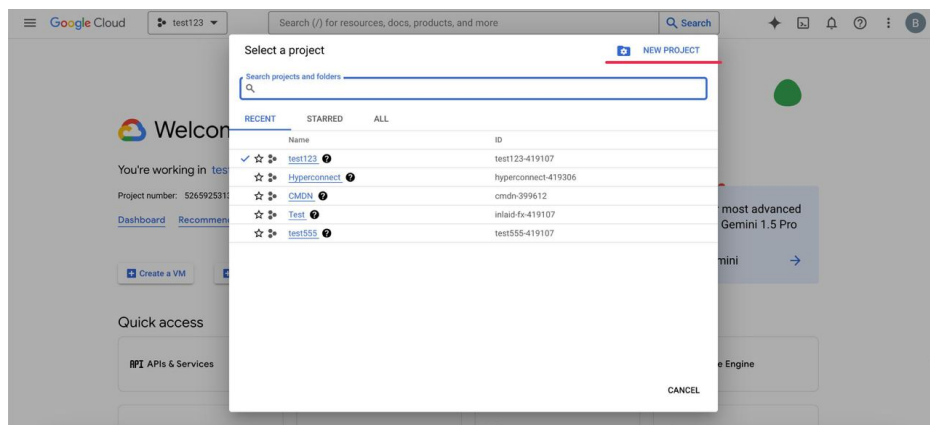 Google Cloud
test123
Search (/) for resources, docs, products, and more
Search
B
Select a project
NEW PROJECT
Search projects and folders
RECENT STARRED ALL
Name ID
test123 test123-419107
Hyperconnect hyperconnect-419306
CMDN cmdn-399612
Test inlaid-fx-419107
test555 test555-419107
CANCEL
Welcon
You're working in tes
Project number: 526592531
Dashboard Recommen
Create a VM
most advanced
Gemini 1.5 Pro
mini
Quick access
API APIs & Services
e Engine